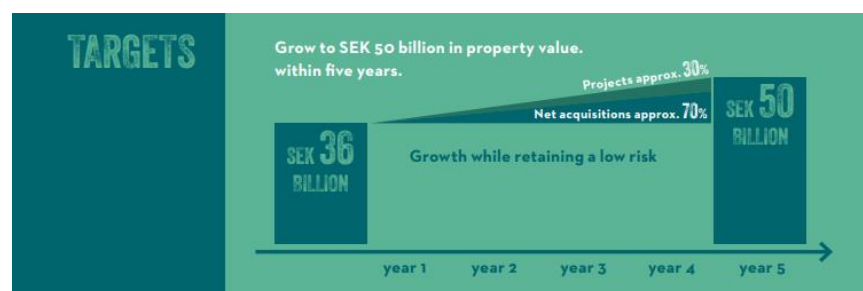 TARGETS
Grow to SEK 50 billion in property value.
within five years.
Projects approx. 30%
Net acquisitions approx. 70%
SEK 36
BILLION
Growth while retaining a low risk
SEK 50
BILLION
year 1 year 2 year 3 year 4 year 5